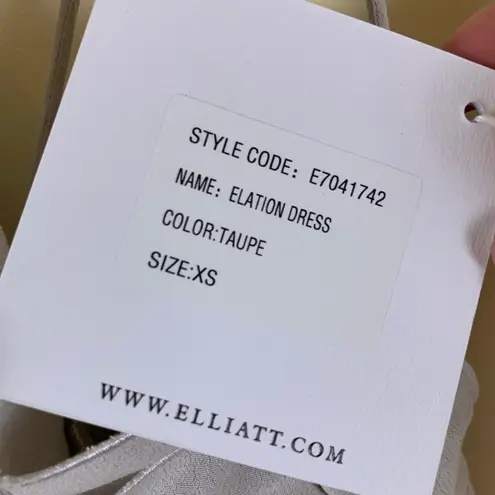 STYLE CODE: E7041742
NAME: ELATION DRESS
COLOR:TAUPE
SIZE:XS
WWW.ELLIATT.COM